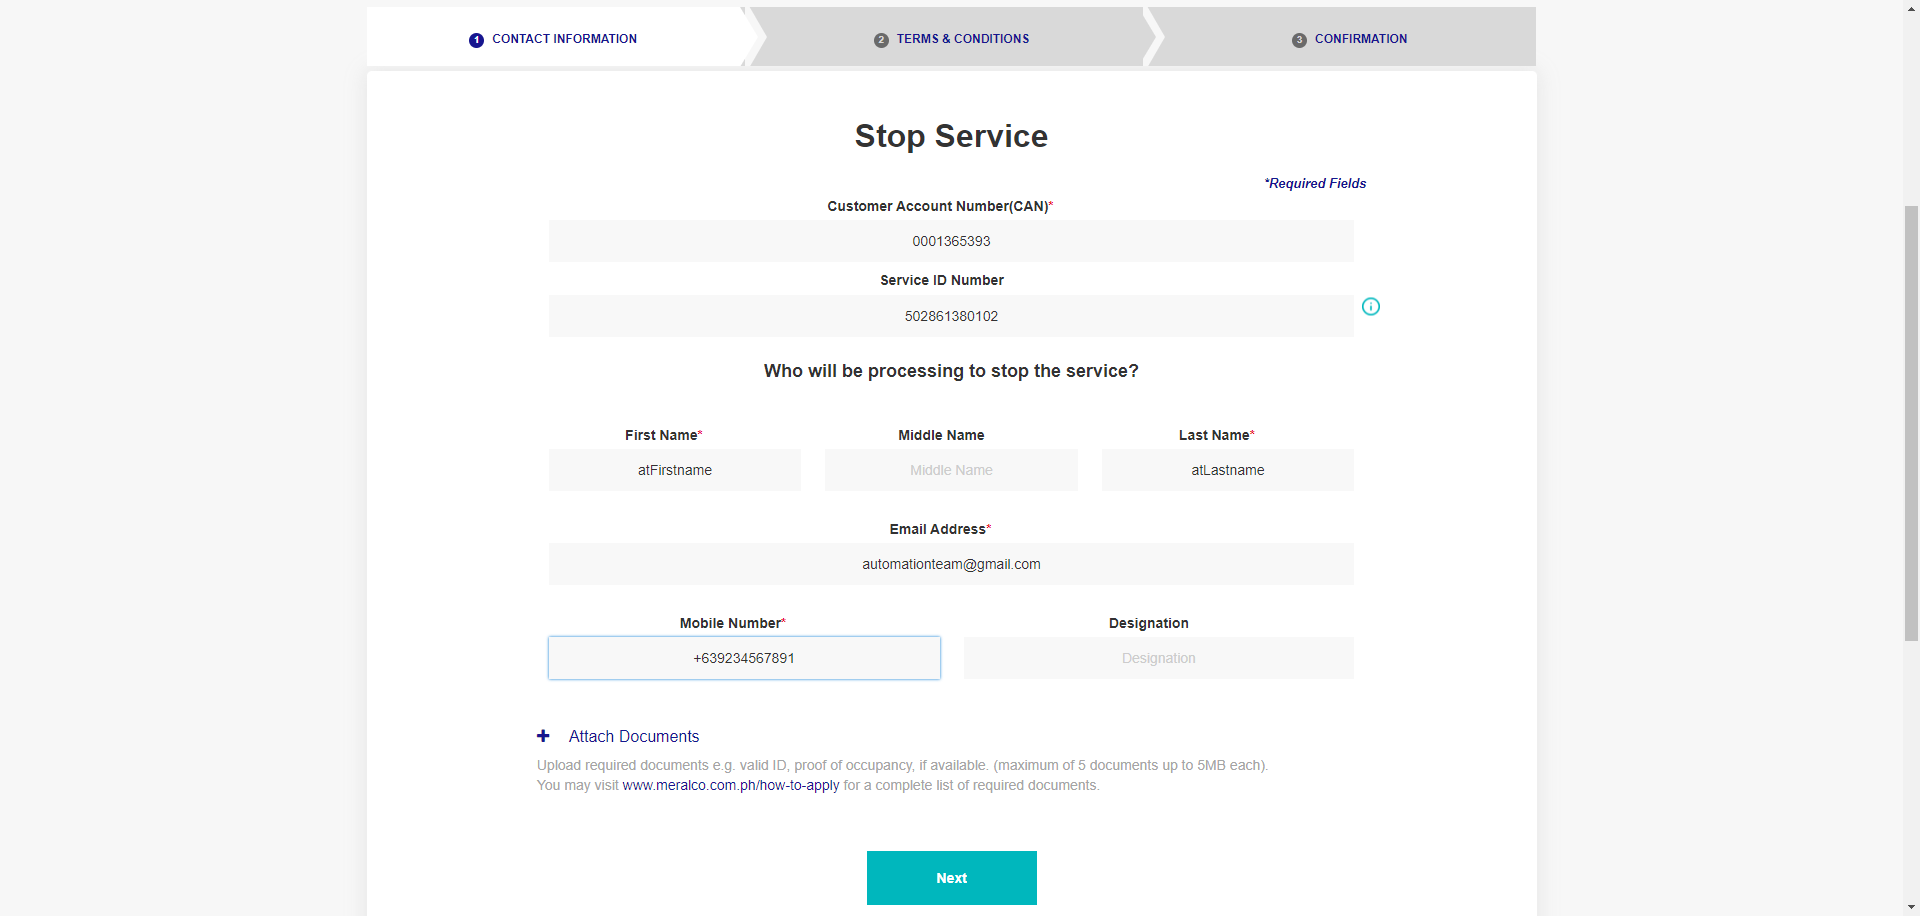 1 CONTACT INFORMATION
2 TERMS & CONDITIONS
3 CONFIRMATION
Stop Service
*Required Fields
Customer Account Number(CAN)*
0001365393
Service ID Number
502861380102
Who will be processing to stop the service?
First Name*
Middle Name
Last Name*
atFirstname
Middle Name
atLastname
Email Address*
automationteam@gmail.com
Mobile Number*
Designation
+639234567891
Designation
Attach Documents
Upload required documents e.g. valid ID, proof of occupancy, if available. (maximum of 5 documents up to 5MB each).
You may visit www.meralco.com.ph/how-to-apply for a complete list of required documents.
Next